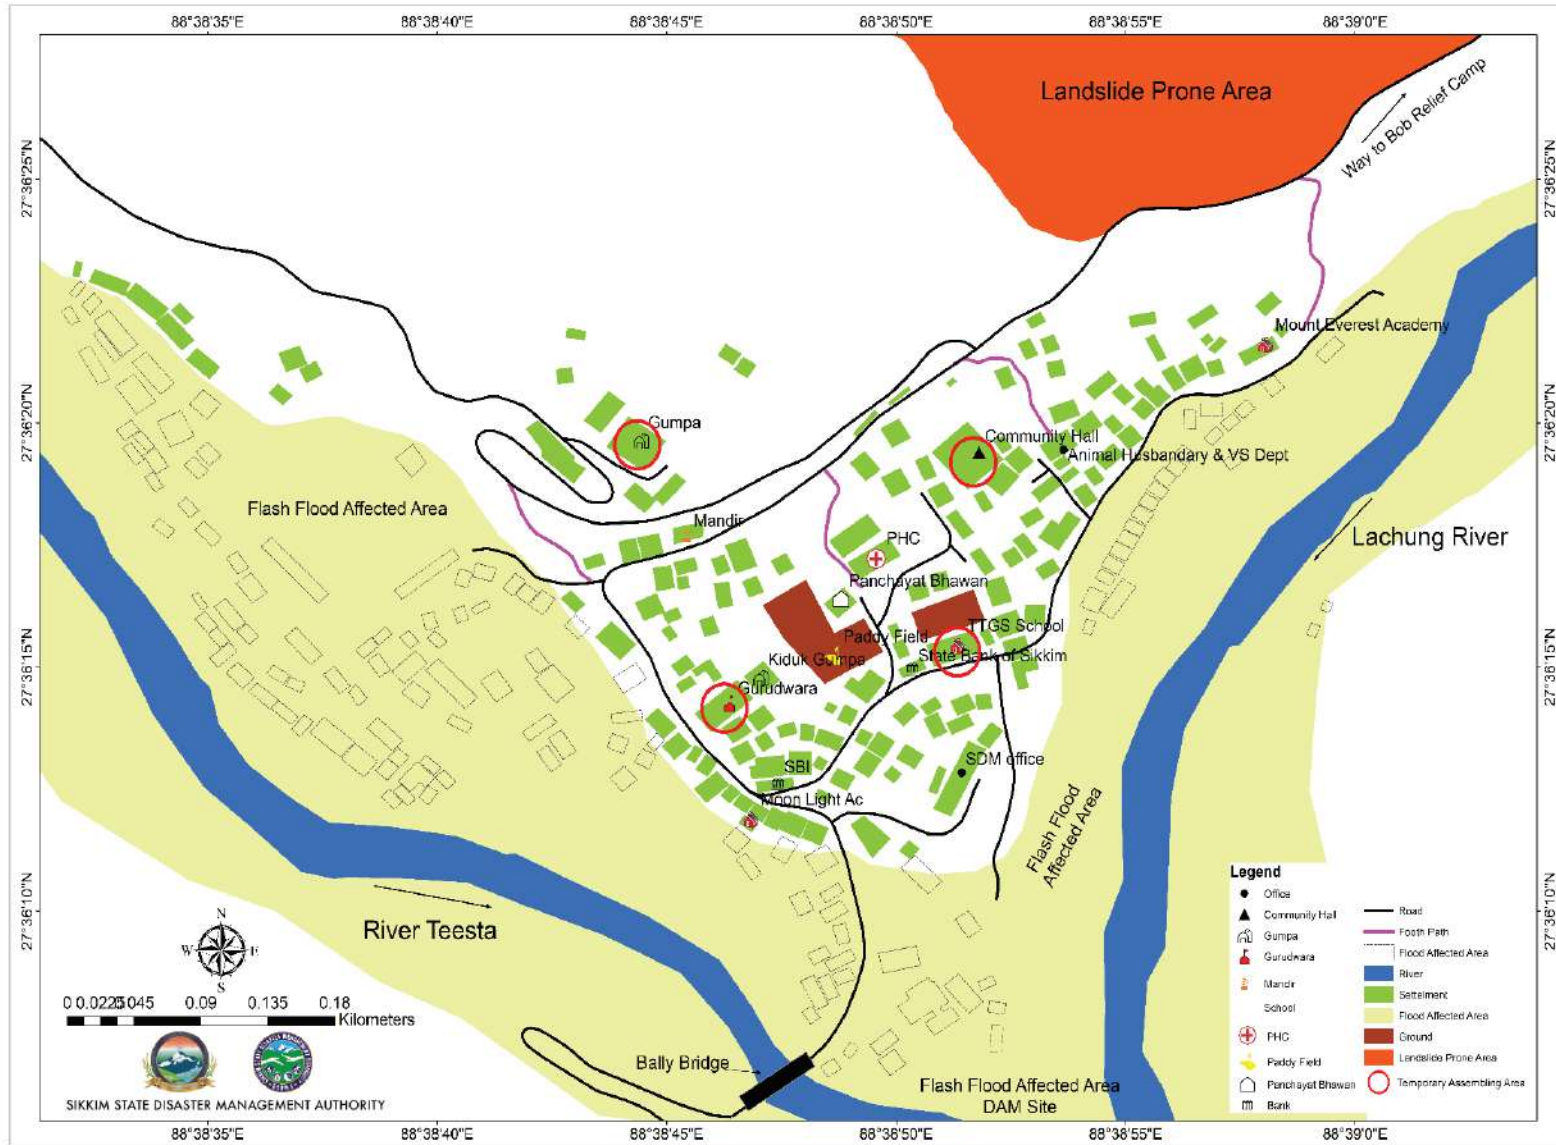 88°38'35"E
88°38'40"E
88°38'45"E
88°38'50"E
88°38'55"E
88°39'0"E
Landslide Prone Area
Way to Bob Relief Camp
27°36'25"N
27°36'25"N
Mount Everest Academy
27°36'20"N
27°36'20"N
Gumpa
Community Hall
Animal Husbandary & VS Dept
Flash Flood Affected Area
Mandir
PHC
Lachung River
Panchayat Bhawan
TTGS School
Paddy Field
State Bank of Sikkim
Kiduk Gumpa
Gurudwara
27°36'15"N
27°36'15"N
SBI
SDM office
Moon Light Ac
Flash Flood
Affected Area
27°36'10"N
27°36'10"N
River Teesta
N
W E
S
0 0.0225 0.045 0.09 0.135 0.18
Kilometers
SIKKIM STATE DISASTER MANAGEMENT AUTHORITY
Bally Bridge
Flash Flood Affected Area
DAM Site
Legend
Office
Community Hall
Gumpa
Gurudwara
Mandir
School
PHC
Paddy Field
Panchayat Bhawan
Bank
Road
Footh Path
Flood Affected Area
River
Settelment
Flood Affected Area
Ground
Landslide Prone Area
Temporary Assembling Area
88°38'35"E
88°38'40"E
88°38'45"E
88°38'50"E
88°38'55"E
88°39'0"E